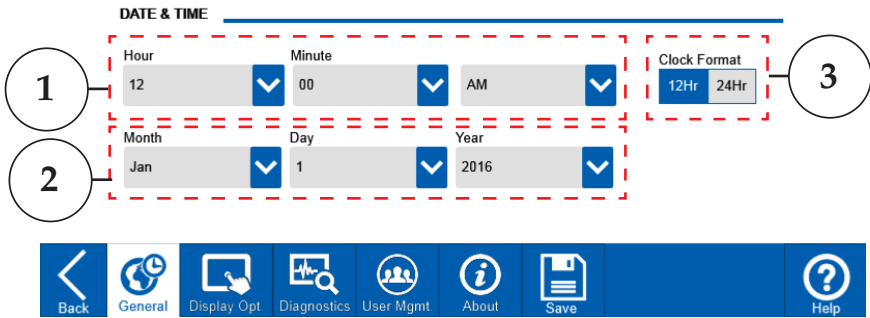 DATE & TIME
Hour Minute Clock Format
1 12 00 AM 12Hr 24Hr 3
Month Day Year
2 Jan 1 2016
Back General Display Opt. Diagnostics User Mgmt. About Save Help